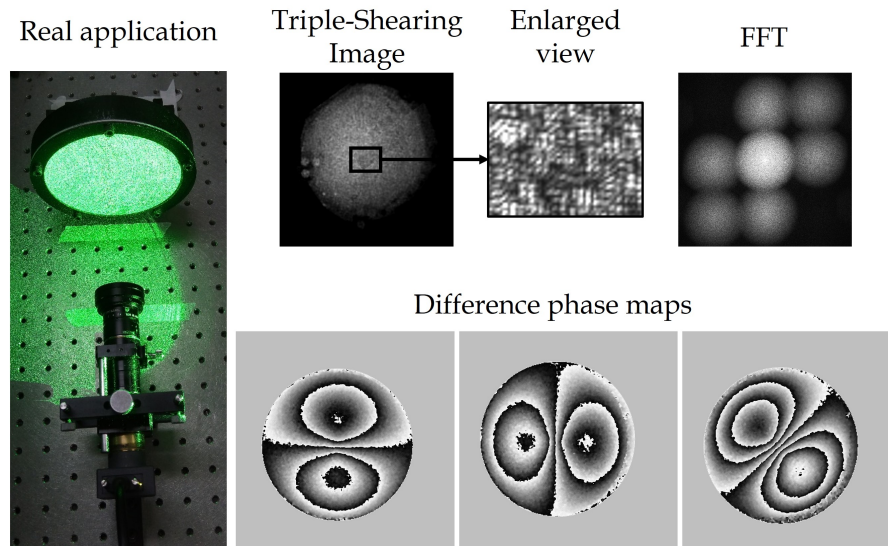 Real application
Triple-Shearing
Image
Enlarged
view
FFT
Difference phase maps